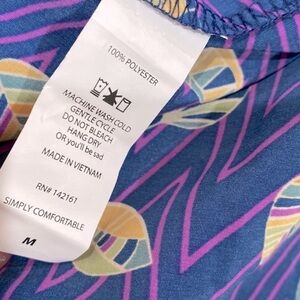 100% POLYESTER
MACHINE WASH COLD
GENTLE CYCLE
DO NOT BLEACH
HANG DRY
OR you'll be sad
MADE IN VIETNAM
RN# 142161
SIMPLY COMFORTABLE
M